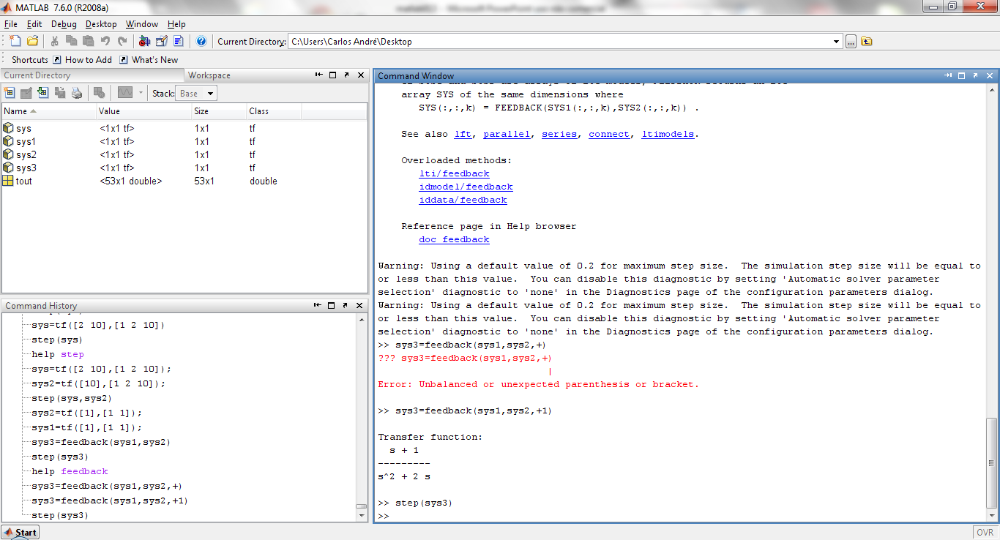 MATLAB 7.6.0 (R2008a)
File Edit Debug Desktop Window Help
Current Directory: C:\Users\Carlos André\Desktop ...
Shortcuts How to Add What's New
Current Directory Workspace
Stack: Base
Name Value Size Class
sys <1x1 tf> 1x1 tf
sys1 <1x1 tf> 1x1 tf
sys2 <1x1 tf> 1x1 tf
sys3 <1x1 tf> 1x1 tf
tout <53x1 double> 53x1 double
Command History
sys=tf([2 10],[1 2 10])
step(sys)
help step
sys=tf([2 10],[1 2 10]);
sys2=tf([10],[1 2 10]);
step(sys,sys2)
sys2=tf([1],[1 1]);
sys1=tf([1],[1 1]);
sys3=feedback(sys1,sys2)
step(sys3)
help feedback
sys3=feedback(sys1,sys2,+)
sys3=feedback(sys1,sys2,+1)
step(sys3)
Command Window
array SYS of the same dimensions where
SYS(:,:,k) = FEEDBACK(SYS1(:,:,k),SYS2(:,:,k)) .
See also lft, parallel, series, connect, ltimodels.
Overloaded methods:
lti/feedback
idmodel/feedback
iddata/feedback
Reference page in Help browser
doc feedback
Warning: Using a default value of 0.2 for maximum step size.  The simulation step size will be equal to
or less than this value.  You can disable this diagnostic by setting 'Automatic solver parameter
selection' diagnostic to 'none' in the Diagnostics page of the configuration parameters dialog.
Warning: Using a default value of 0.2 for maximum step size.  The simulation step size will be equal to
or less than this value.  You can disable this diagnostic by setting 'Automatic solver parameter
selection' diagnostic to 'none' in the Diagnostics page of the configuration parameters dialog.
>> sys3=feedback(sys1,sys2,+)
??? sys3=feedback(sys1,sys2,+)
|
Error: Unbalanced or unexpected parenthesis or bracket.
>> sys3=feedback(sys1,sys2,+1)
Transfer function:
s + 1
---------
s^2 + 2 s
>> step(sys3)
>>
Start
OVR